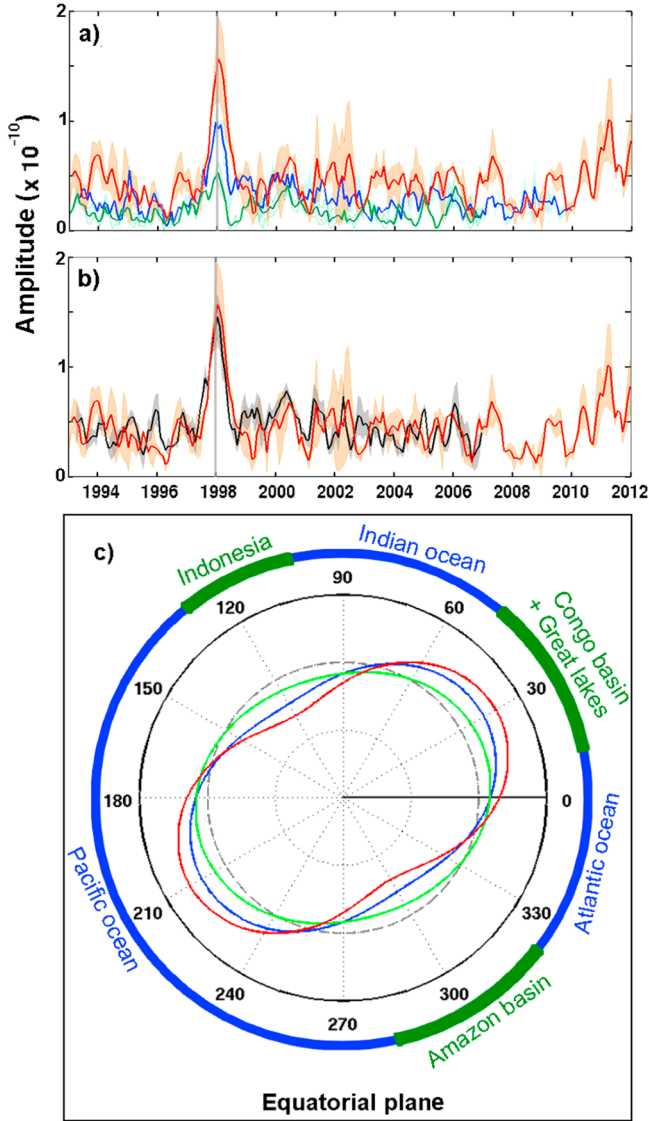 a)
2
1
0
Amplitude (x 10⁻¹⁰)
b)
2
1
0
1994 1996 1998 2000 2002 2004 2006 2008 2010 2012
c)
Indonesia
Indian ocean
Congo basin
+ Great lakes
90
120 60
150 30
180 0
210 330
240 300
270
Pacific ocean
Atlantic ocean
Amazon basin
Equatorial plane